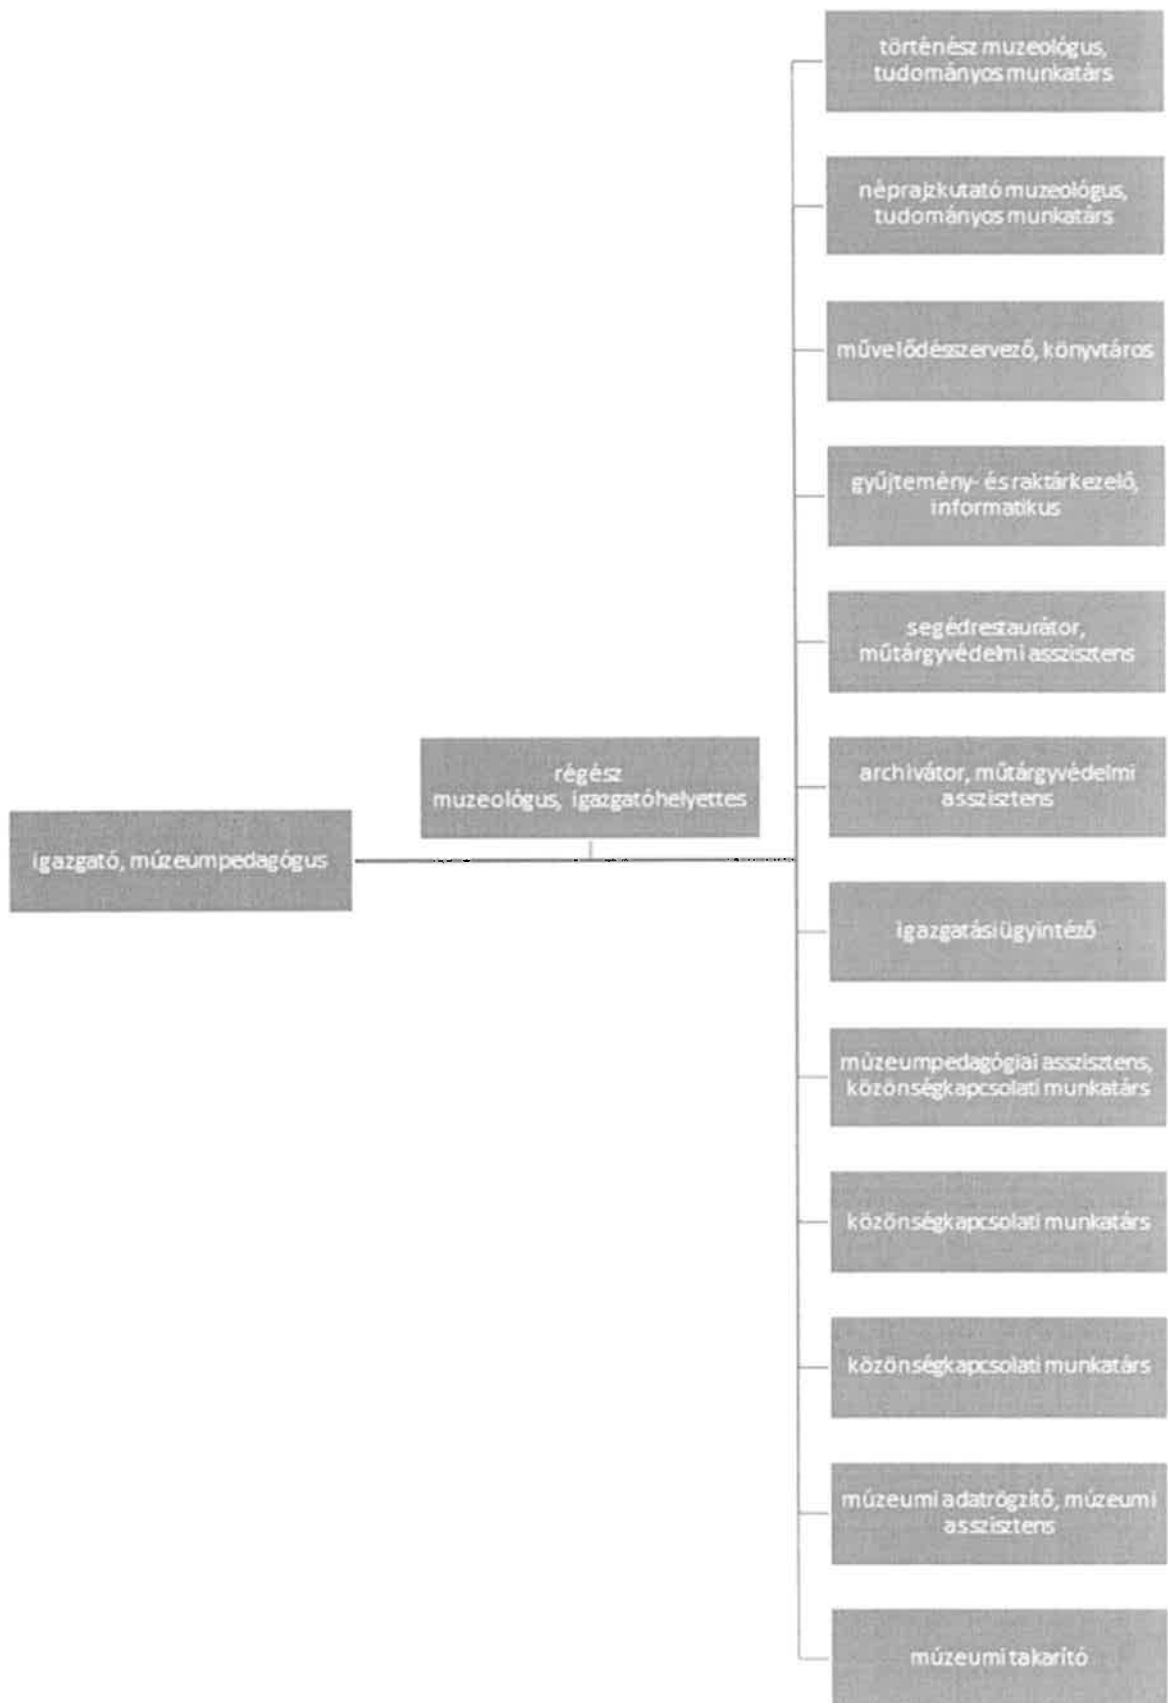 igazgató, múzeumpedagógus
régész
muzeológus, igazgatóhelyettes
történész muzeológus,
tudományos munkatárs
néprajzkutató muzeológus,
tudományos munkatárs
művelődésszervező, könyvtáros
gyűjtemény- és raktárkezelő,
informatikus
segédrestaurátor,
műtárgyvédelmi asszisztens
archivátor, műtárgyvédelmi
asszisztens
igazgatási ügyintéző
múzeumpedagógiai asszisztens,
közönségkapcsolati munkatárs
közönségkapcsolati munkatárs
közönségkapcsolati munkatárs
múzeumi adatrögzítő, múzeumi
asszisztens
múzeumi takarító